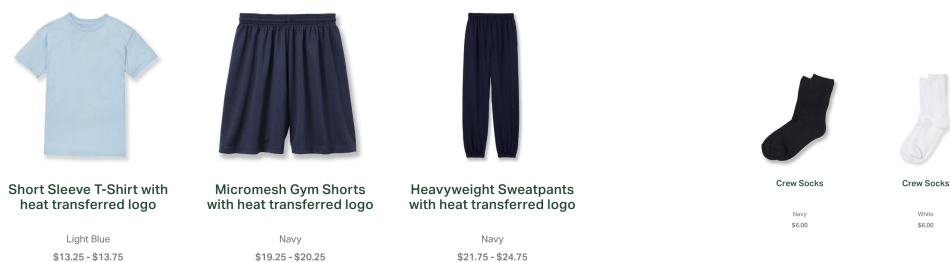 Short Sleeve T-Shirt with
heat transferred logo
Light Blue
$13.25 - $13.75
Micromesh Gym Shorts
with heat transferred logo
Navy
$19.25 - $20.25
Heavyweight Sweatpants
with heat transferred logo
Navy
$21.75 - $24.75
Crew Socks
Navy
$6.00
Crew Socks
White
$6.00